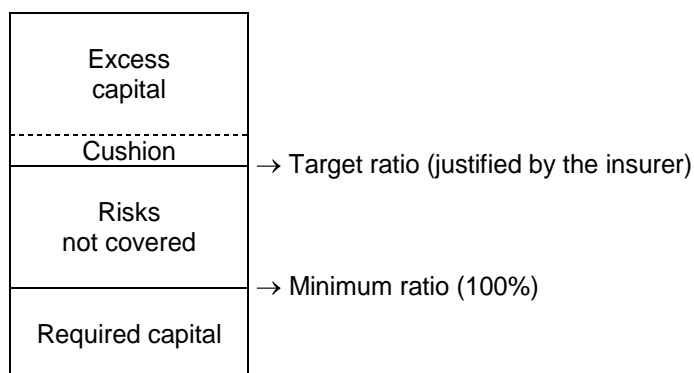 Excess
capital
Cushion
→ Target ratio (justified by the insurer)
Risks
not covered
→ Minimum ratio (100%)
Required capital